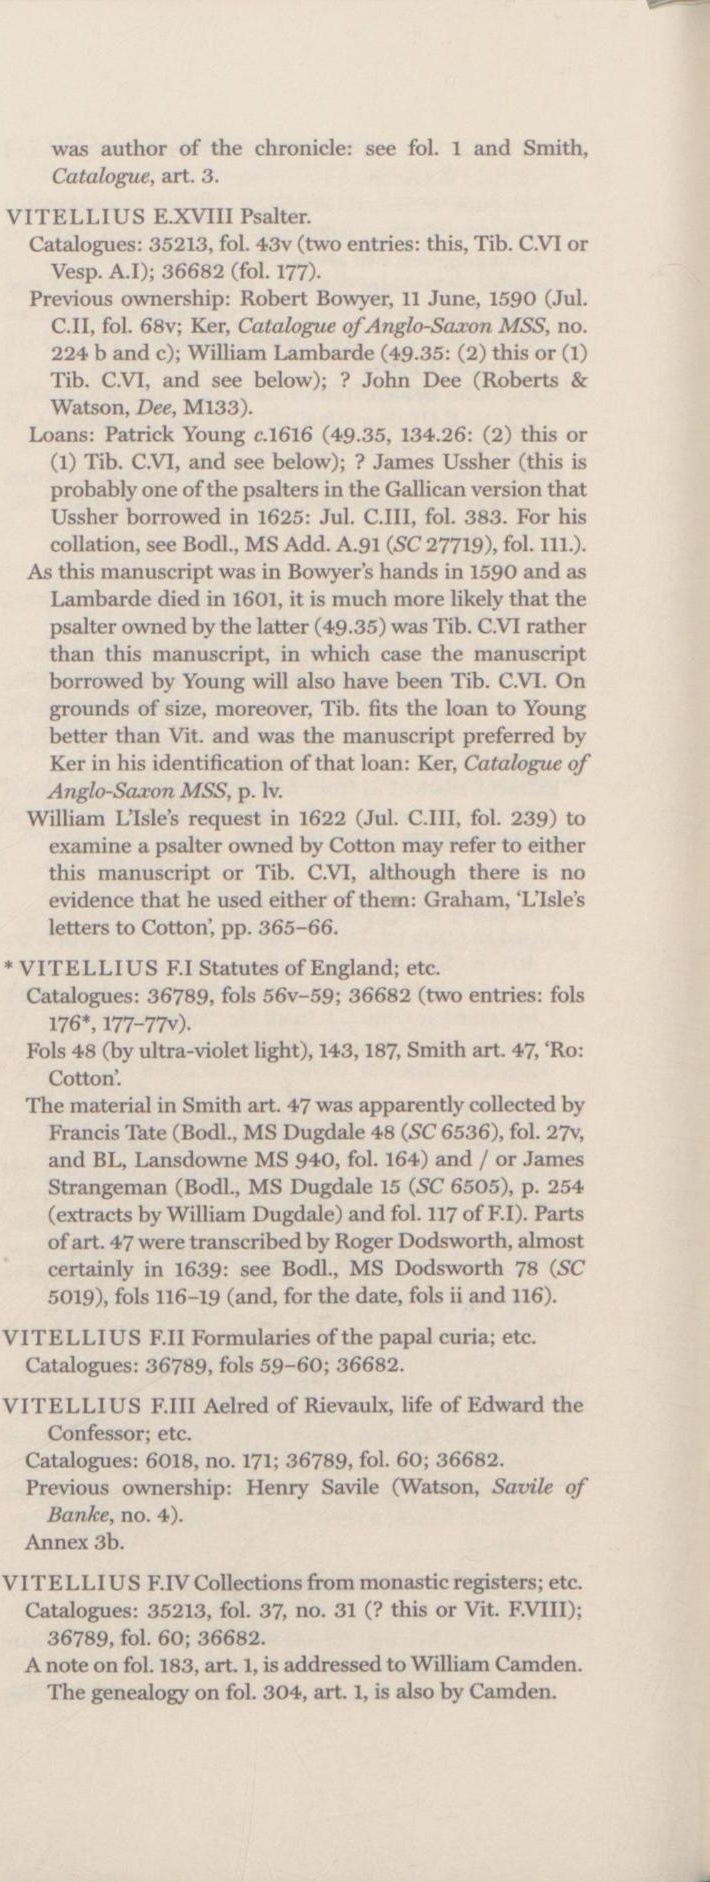 was author of the chronicle: see fol. 1 and Smith,
Catalogue, art. 3.
VITELLIUS E.XVIII Psalter.
Catalogues: 35213, fol. 43v (two entries: this, Tib. C.VI or
Vesp. A.I); 36682 (fol. 177).
Previous ownership: Robert Bowyer, 11 June, 1590 (Jul.
C.II, fol. 68v; Ker, Catalogue of Anglo-Saxon MSS, no.
224 b and c); William Lambarde (49.35: (2) this or (1)
Tib. C.VI, and see below); ? John Dee (Roberts &
Watson, Dee, M133).
Loans: Patrick Young c.1616 (49.35, 134.26: (2) this or
(1) Tib. C.VI, and see below); ? James Ussher (this is
probably one of the psalters in the Gallican version that
Ussher borrowed in 1625: Jul. C.III, fol. 383. For his
collation, see Bodl., MS Add. A.91 (SC 27719), fol. 111.).
As this manuscript was in Bowyer's hands in 1590 and as
Lambarde died in 1601, it is much more likely that the
psalter owned by the latter (49.35) was Tib. C.VI rather
than this manuscript, in which case the manuscript
borrowed by Young will also have been Tib. C.VI. On
grounds of size, moreover, Tib. fits the loan to Young
better than Vit. and was the manuscript preferred by
Ker in his identification of that loan: Ker, Catalogue of
Anglo-Saxon MSS, p. lv.
William L'Isle's request in 1622 (Jul. C.III, fol. 239) to
examine a psalter owned by Cotton may refer to either
this manuscript or Tib. C.VI, although there is no
evidence that he used either of them: Graham, 'L'Isle's
letters to Cotton', pp. 365–66.
* VITELLIUS F.I Statutes of England; etc.
Catalogues: 36789, fols 56v–59; 36682 (two entries: fols
176*, 177–77v).
Fols 48 (by ultra-violet light), 143, 187, Smith art. 47, 'Ro:
Cotton'.
The material in Smith art. 47 was apparently collected by
Francis Tate (Bodl., MS Dugdale 48 (SC 6536), fol. 27v,
and BL, Lansdowne MS 940, fol. 164) and / or James
Strangeman (Bodl., MS Dugdale 15 (SC 6505), p. 254
(extracts by William Dugdale) and fol. 117 of F.I). Parts
of art. 47 were transcribed by Roger Dodsworth, almost
certainly in 1639: see Bodl., MS Dodsworth 78 (SC
5019), fols 116–19 (and, for the date, fols ii and 116).
VITELLIUS F.II Formularies of the papal curia; etc.
Catalogues: 36789, fols 59–60; 36682.
VITELLIUS F.III Aelred of Rievaulx, life of Edward the
Confessor; etc.
Catalogues: 6018, no. 171; 36789, fol. 60; 36682.
Previous ownership: Henry Savile (Watson, Savile of
Banke, no. 4).
Annex 3b.
VITELLIUS F.IV Collections from monastic registers; etc.
Catalogues: 35213, fol. 37, no. 31 (? this or Vit. F.VIII);
36789, fol. 60; 36682.
A note on fol. 183, art. 1, is addressed to William Camden.
The genealogy on fol. 304, art. 1, is also by Camden.